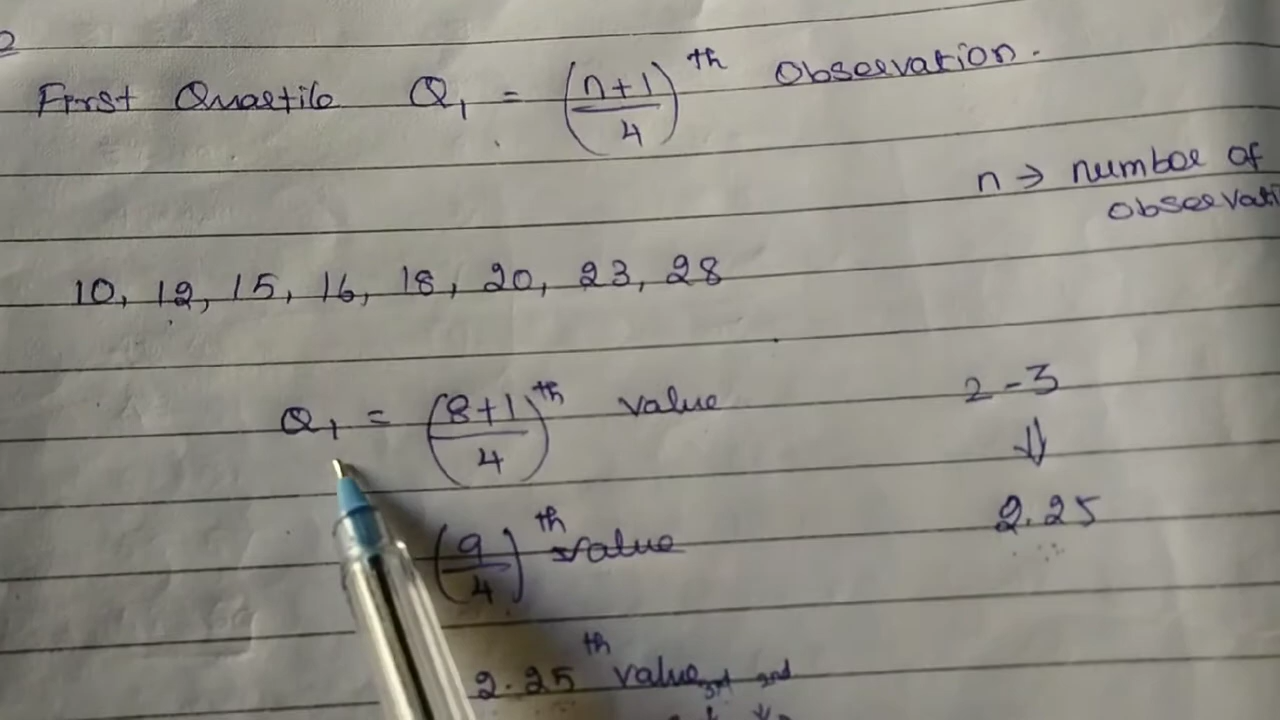 First Quartile Q₁ = (n+1/4)th Observation.
n → number of
observati
10, 12, 15, 16, 18, 20, 23, 28
Q₁ = (8+1/4)th value
2-3
⇓
2.25
(9/4)th value
2.25th value